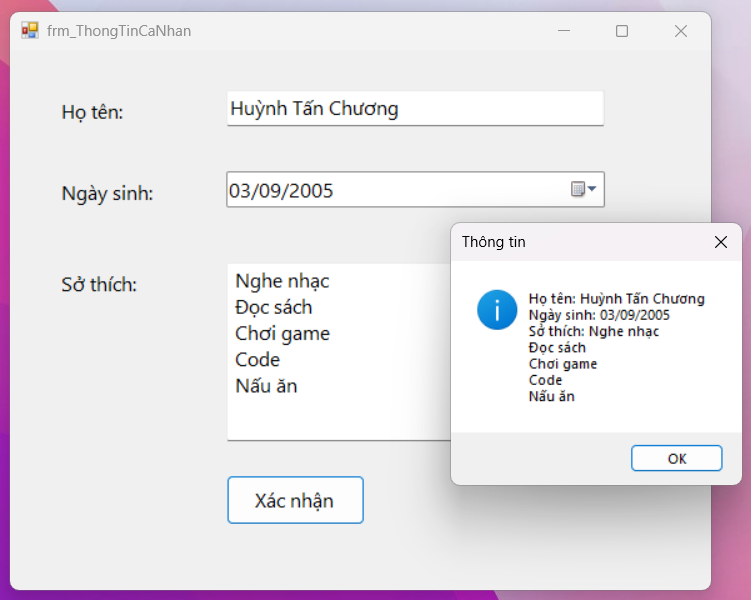 frm_ThongTinCaNhan
Họ tên:
Huỳnh Tấn Chương
Ngày sinh:
03/09/2005
Sở thích:
Nghe nhạc
Đọc sách
Chơi game
Code
Nấu ăn
Xác nhận
Thông tin
Họ tên: Huỳnh Tấn Chương
Ngày sinh: 03/09/2005
Sở thích: Nghe nhạc
Đọc sách
Chơi game
Code
Nấu ăn
OK